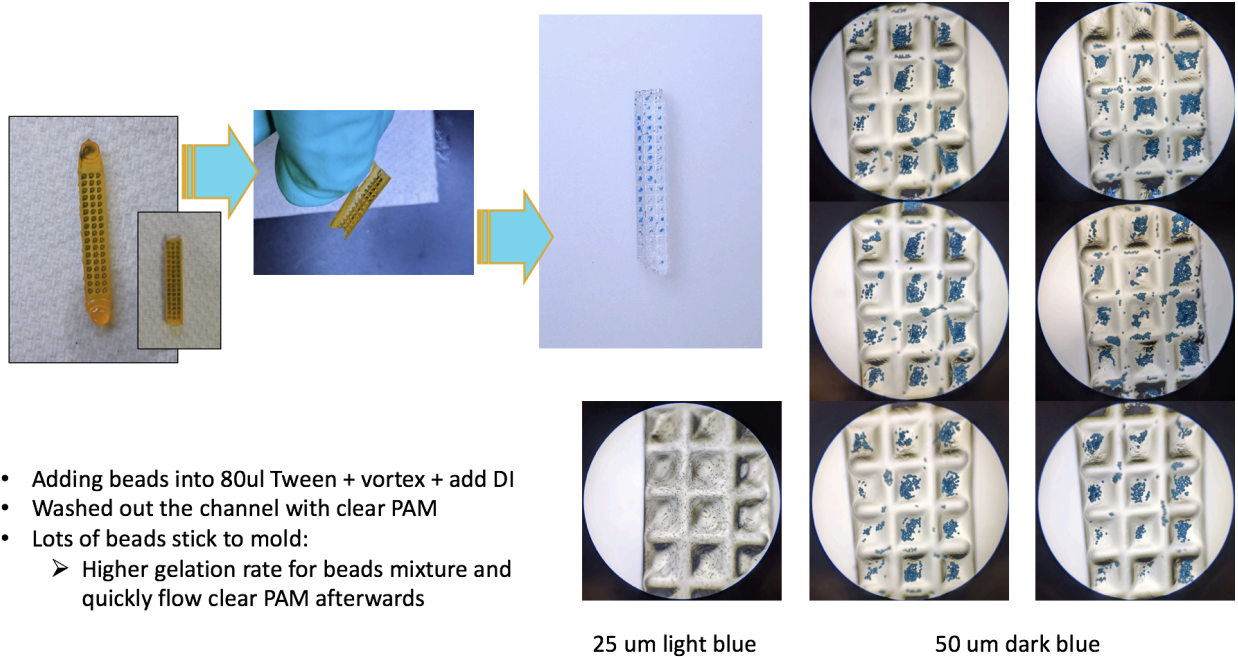 • Adding beads into 80ul Tween + vortex + add DI
• Washed out the channel with clear PAM
• Lots of beads stick to mold:
➢ Higher gelation rate for beads mixture and
quickly flow clear PAM afterwards
25 um light blue
50 um dark blue